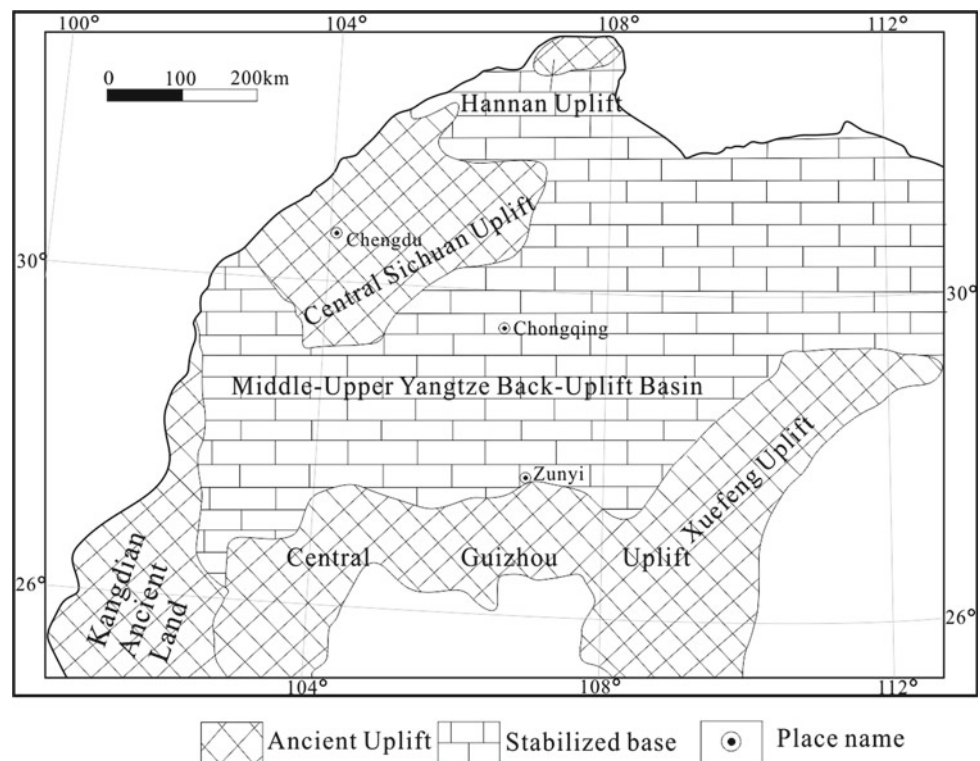 100° 104° 108° 112°
0 100 200km
Hannan Uplift
Chengdu
Central Sichuan Uplift
30° 30°
Chongqing
Middle-Upper Yangtze Back-Uplift Basin
Zunyi
Xuefeng Uplift
Central Guizhou Uplift
Kangdian
Ancient
Land
26° 26°
104° 108° 112°
Ancient Uplift Stabilized base Place name